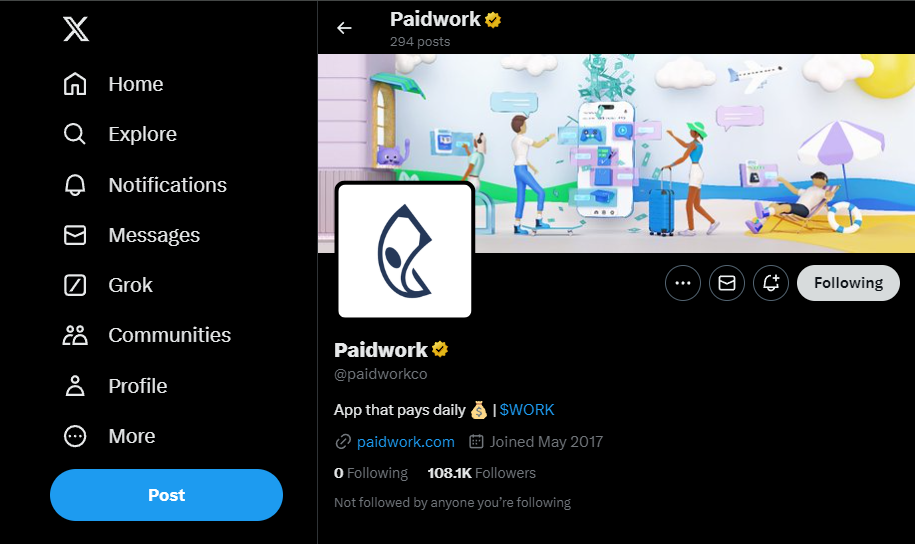 Home
Explore
Notifications
Messages
Grok
Communities
Profile
More
Post
Paidwork
294 posts
Following
Paidwork
@paidworkco
App that pays daily 💰 | $WORK
paidwork.com Joined May 2017
0 Following 108.1K Followers
Not followed by anyone you’re following